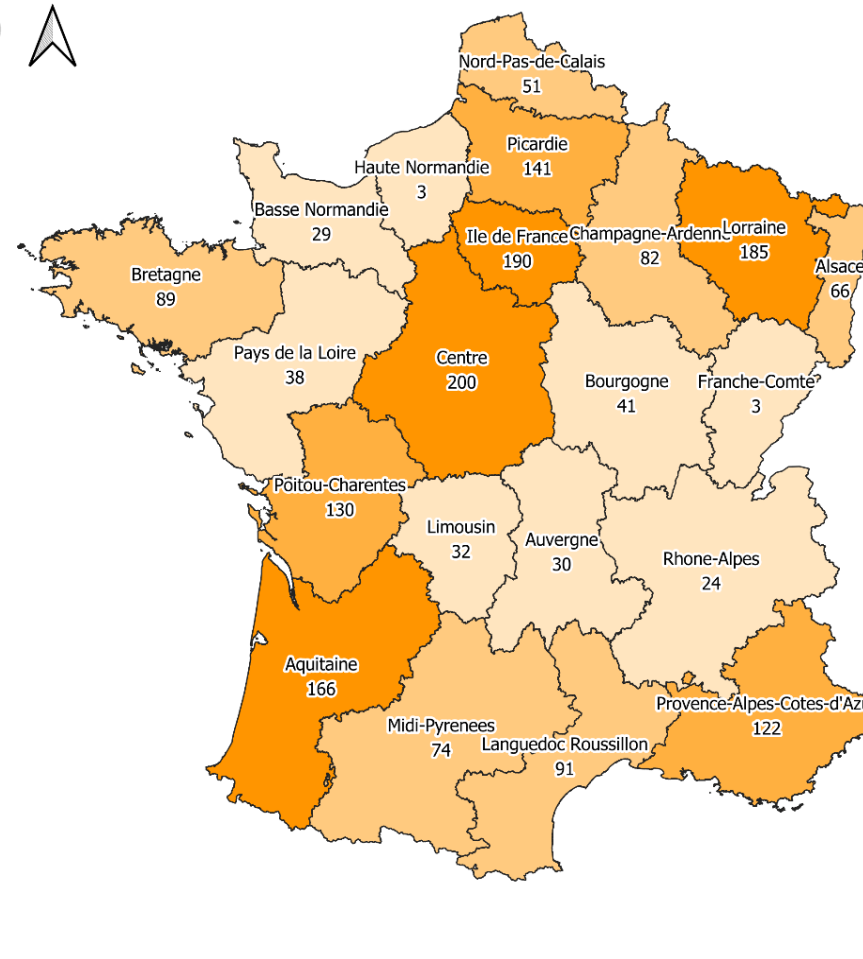 Nord-Pas-de-Calais
51
Picardie
141
Haute Normandie
3
Basse Normandie
29
Ile de France
190
Champagne-Ardenn
82
Lorraine
185
Alsace
66
Bretagne
89
Pays de la Loire
38
Centre
200
Bourgogne
41
Franche-Comte
3
Poitou-Charentes
130
Limousin
32
Auvergne
30
Rhone-Alpes
24
Aquitaine
166
Midi-Pyrenees
74
Languedoc Roussillon
91
Provence-Alpes-Cotes-d'Azu
122